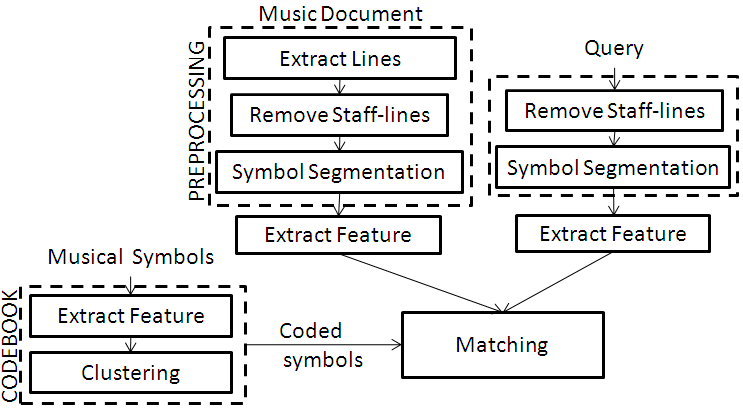 Music Document
PREPROCESSING
Extract Lines
Remove Staff-lines
Symbol Segmentation
Extract Feature
Query
Remove Staff-lines
Symbol Segmentation
Extract Feature
Musical Symbols
CODEBOOK
Extract Feature
Clustering
Coded
symbols
Matching